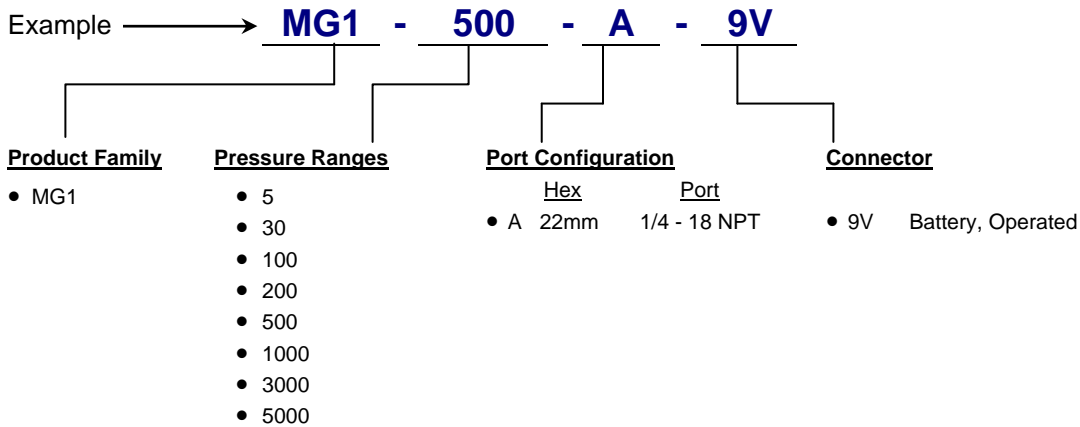 Example MG1 - 500 - A - 9V
Product Family Pressure Ranges Port Configuration Connector
Hex Port
• MG1 • 5
• A 22mm 1/4 - 18 NPT • 9V Battery, Operated
• 30
• 100
• 200
• 500
• 1000
• 3000
• 5000